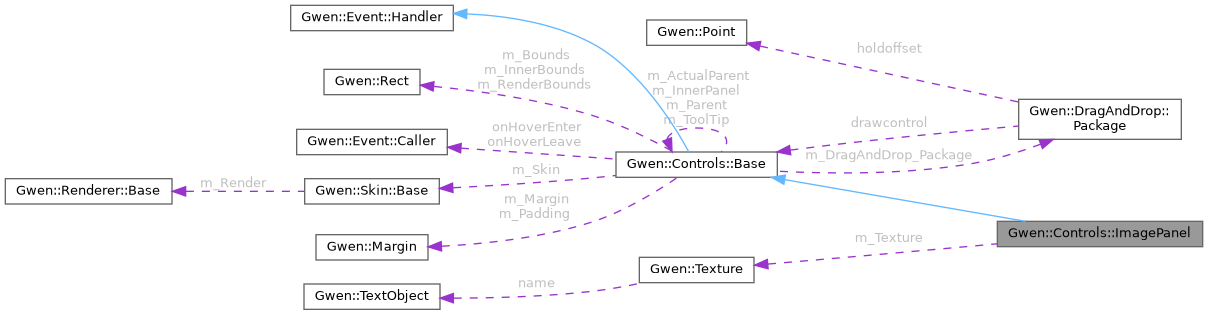 Gwen::Event::Handler
Gwen::Point
holdoffset
m_Bounds
m_InnerBounds
m_RenderBounds
Gwen::Rect
m_ActualParent
m_InnerPanel
m_Parent
m_ToolTip
Gwen::DragAndDrop::
Package
drawcontrol
onHoverEnter
onHoverLeave
Gwen::Event::Caller
Gwen::Controls::Base
m_DragAndDrop_Package
m_Skin
Gwen::Renderer::Base
m_Render
Gwen::Skin::Base
m_Margin
m_Padding
Gwen::Margin
Gwen::Controls::ImagePanel
m_Texture
Gwen::Texture
name
Gwen::TextObject